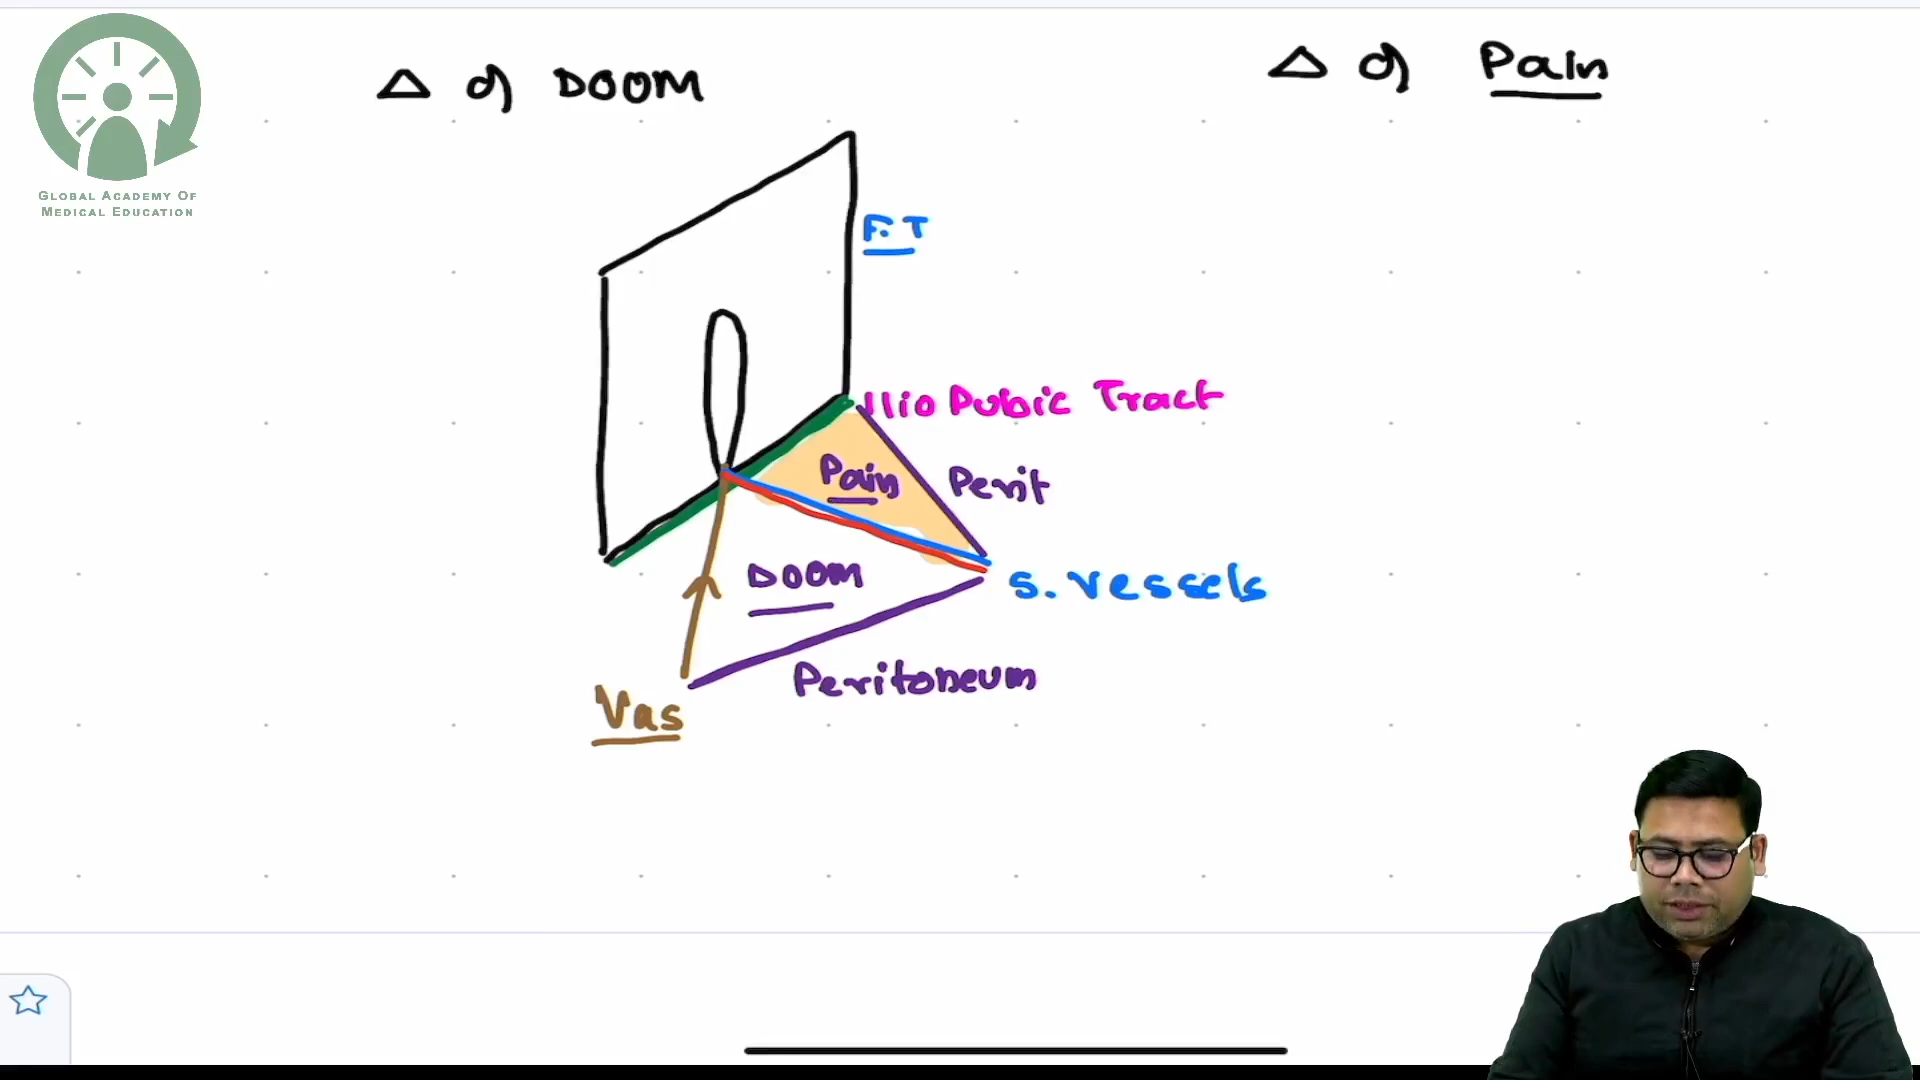 GLOBAL ACADEMY OF
MEDICAL EDUCATION
Δ of DOOM
Δ of Pain
F.T
Ilio Pubic Tract
Pain
Perit
DOOM
S. vessels
Peritoneum
Vas